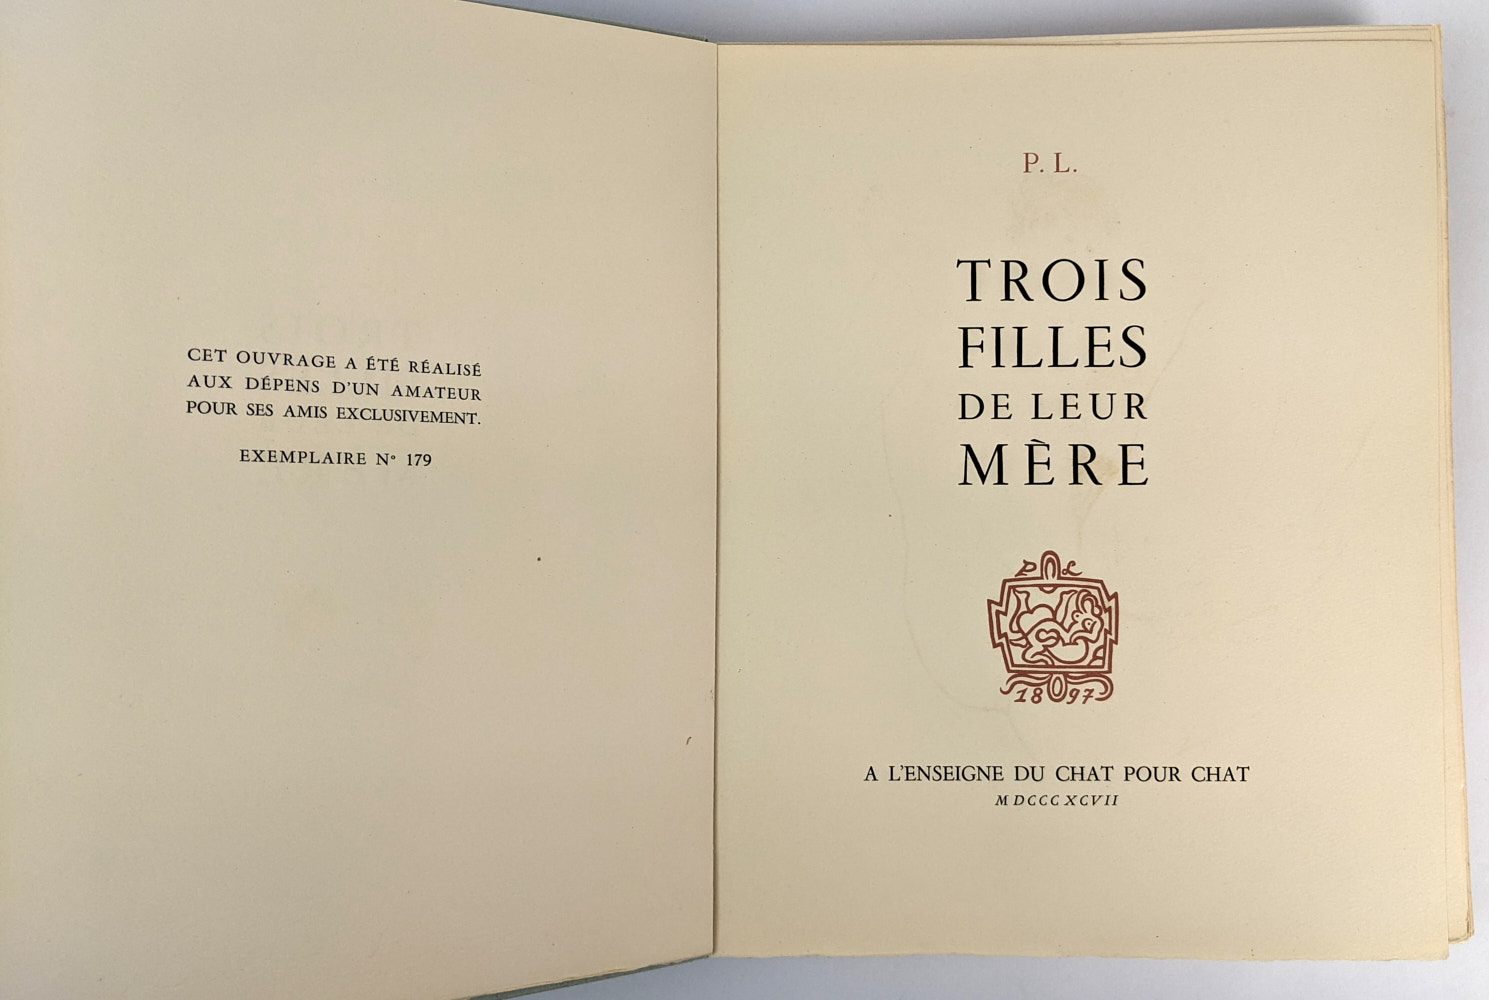 CET OUVRAGE A ÉTÉ RÉALISÉ
AUX DÉPENS D'UN AMATEUR
POUR SES AMIS EXCLUSIVEMENT.
EXEMPLAIRE Nº 179
P. L.
TROIS
FILLES
DE LEUR
MÈRE
P L
1897
A L'ENSEIGNE DU CHAT POUR CHAT
MDCCCXCVII